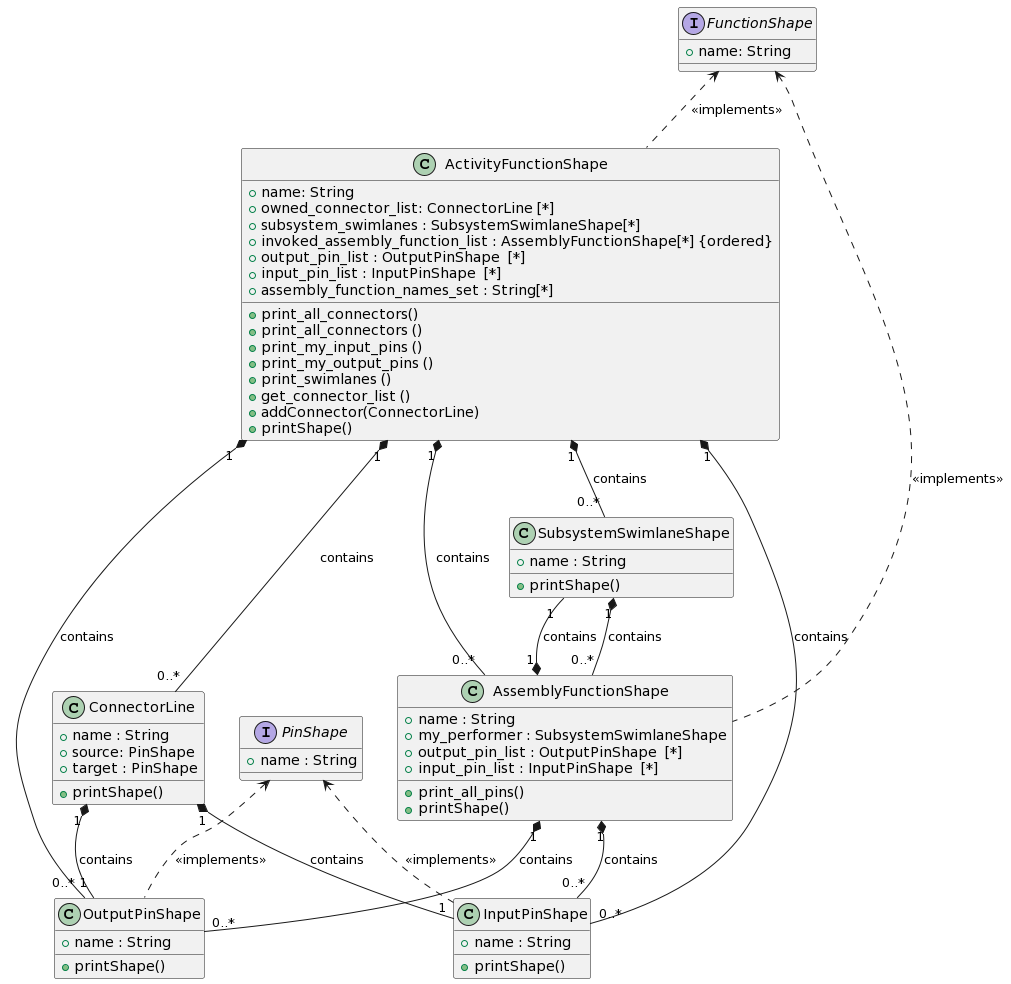 I FunctionShape
name: String
«implements»
C ActivityFunctionShape
name: String
owned_connector_list: ConnectorLine [*]
subsystem_swimlanes : SubsystemSwimlaneShape[*]
invoked_assembly_function_list : AssemblyFunctionShape[*] {ordered}
output_pin_list : OutputPinShape [*]
input_pin_list : InputPinShape [*]
assembly_function_names_set : String[*]
print_all_connectors()
print_all_connectors ()
print_my_input_pins ()
print_my_output_pins ()
print_swimlanes ()
get_connector_list ()
addConnector(ConnectorLine)
printShape()
1 1 1 1 1
contains «implements»
0..*
C SubsystemSwimlaneShape
name : String
printShape()
contains contains
1 1
contains contains contains contains
1 0..* 0..*
0..*
C AssemblyFunctionShape
name : String
my_performer : SubsystemSwimlaneShape
output_pin_list : OutputPinShape [*]
input_pin_list : InputPinShape [*]
print_all_pins()
printShape()
C ConnectorLine
name : String
source: PinShape
target : PinShape
printShape()
I PinShape
name : String
1 1 1 1
contains «implements» contains «implements» contains contains
0..* 1 0..*
1 0..*
0..*
C OutputPinShape
name : String
printShape()
C InputPinShape
name : String
printShape()